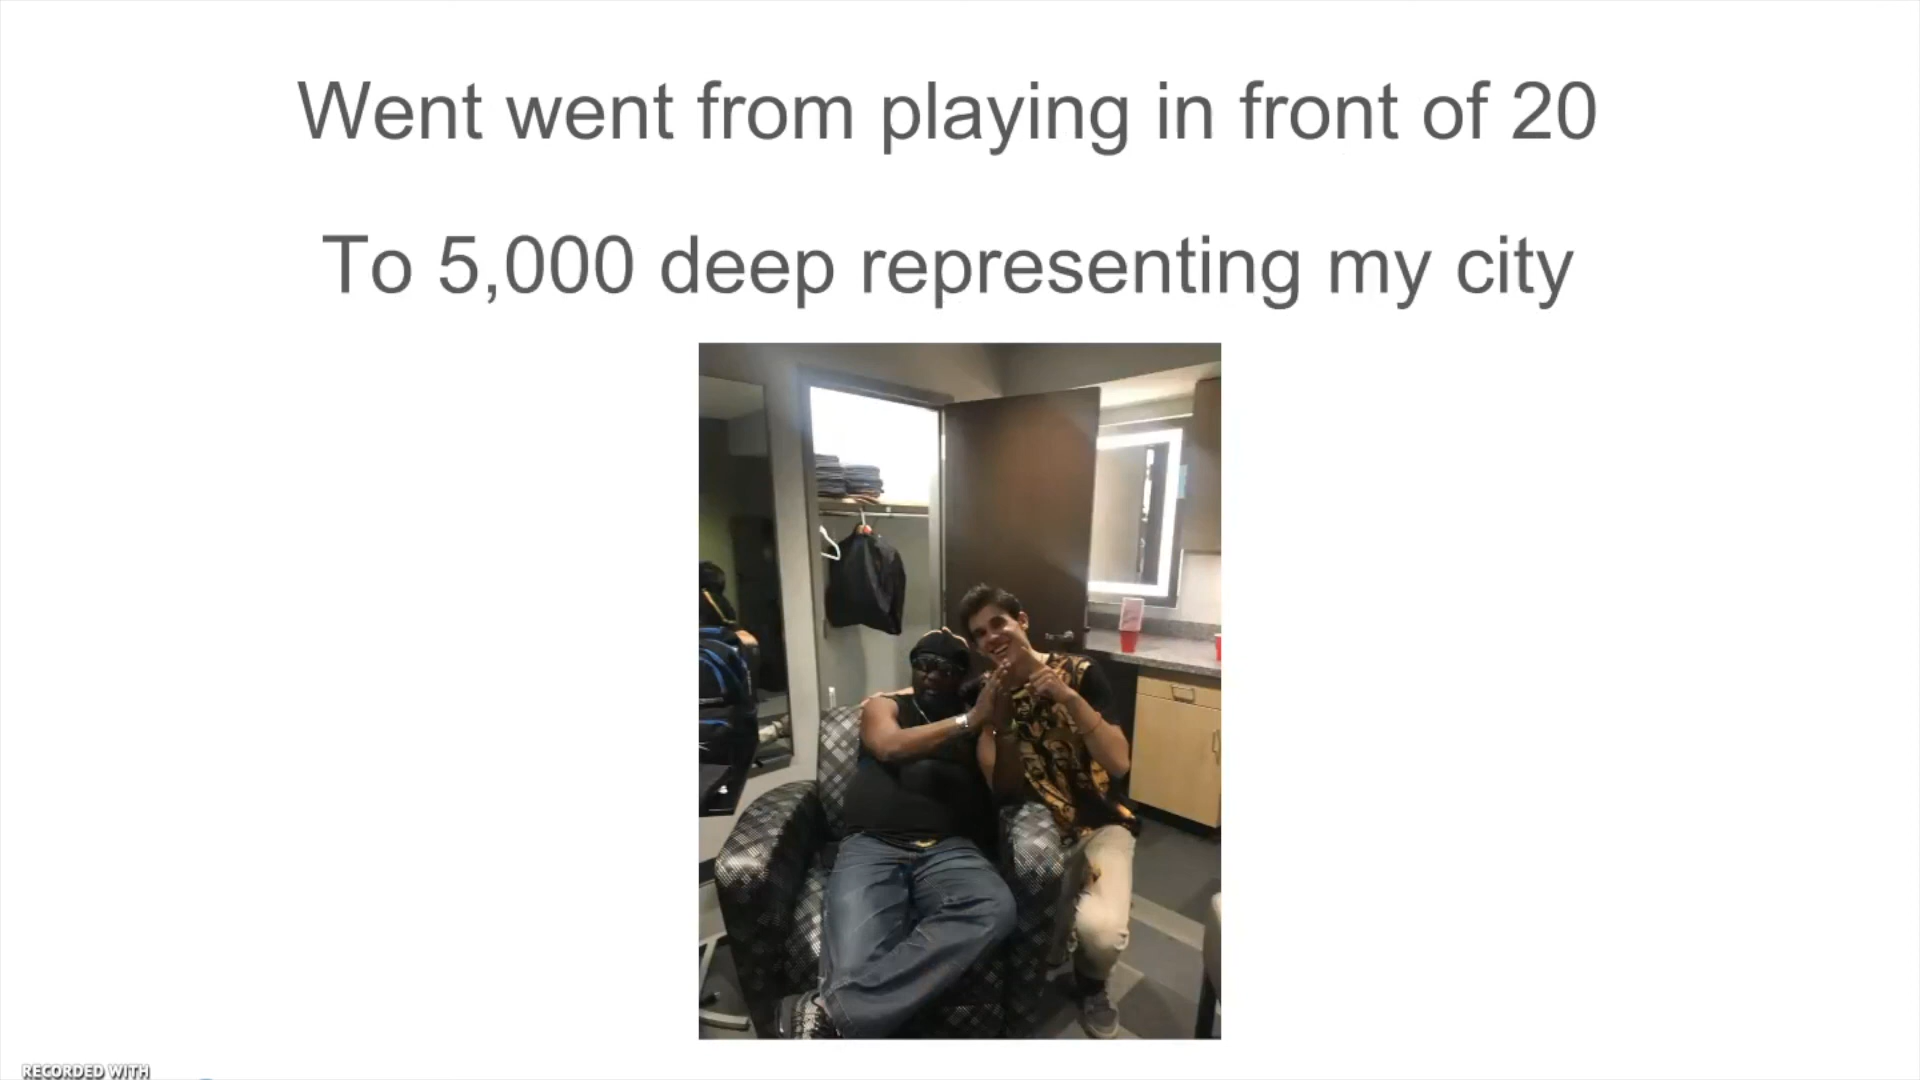 Went went from playing in front of 20
To 5,000 deep representing my city
RECORDED WITH